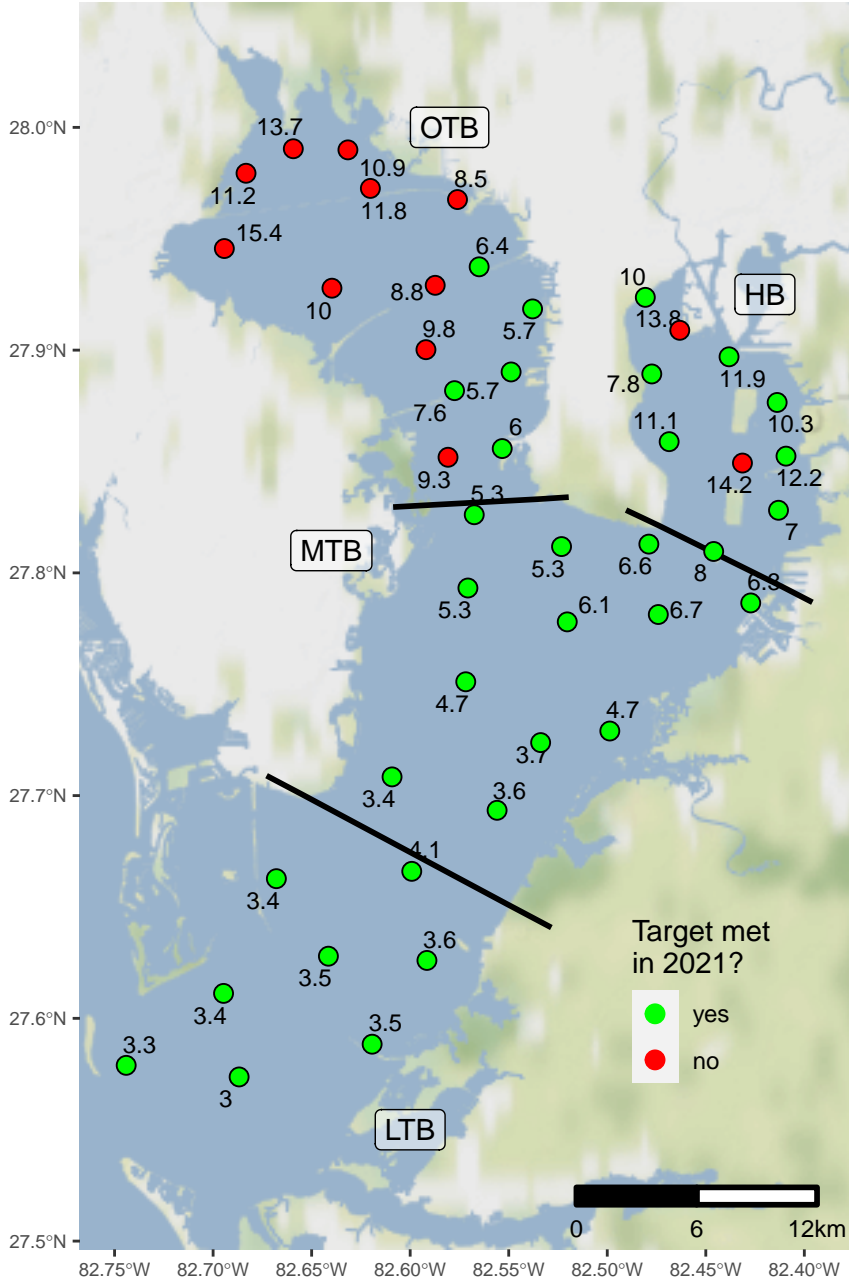 28.0°N
27.9°N
27.8°N
27.7°N
27.6°N
27.5°N
OTB
13.7
10.9
8.5
11.2
11.8
15.4
6.4
10
8.8
5.7
9.8
5.7
7.6
6
9.3
HB
10
13.8
11.9
7.8
10.3
11.1
14.2
12.2
7
8
MTB
5.3
5.3
6.6
6.3
5.3
6.1
6.7
4.7
4.7
3.7
3.4
3.6
4.1
3.4
3.6
3.5
3.4
3.5
3.3
3
LTB
Target met
in 2021?
yes
no
0 6 12km
82.75°W 82.70°W 82.65°W 82.60°W 82.55°W 82.50°W 82.45°W 82.40°W